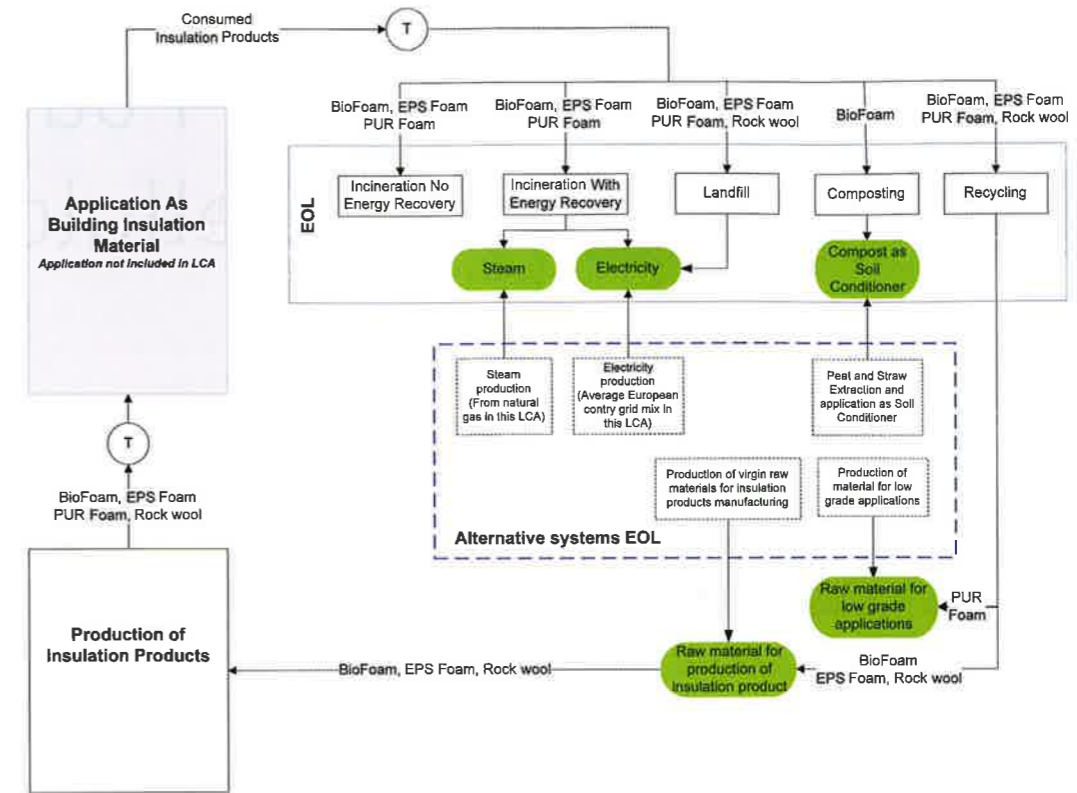 Consumed
Insulation Products
T
BioFoam, EPS Foam
PUR Foam
BioFoam, EPS Foam
PUR Foam
BioFoam, EPS Foam
PUR Foam, Rock wool
BioFoam
BioFoam, EPS Foam
PUR Foam, Rock wool
EOL
Incineration No
Energy Recovery
Incineration With
Energy Recovery
Landfill
Composting
Recycling
Steam
Electricity
Compost as
Soil
Conditioner
Application As
Building Insulation
Material
Application not Included in LCA
Steam
production
(From natural
gas in this LCA)
Electricity
production
(Average European
contry grid mix In
this LCA)
Peat and Straw
Extraction and
application as Soil
Conditioner
Production of virgin raw
materials for insulation
products manufacturing
Production of
material for low
grade applications
Alternative systems EOL
T
BioFoam, EPS Foam
PUR Foam, Rock wool
Production of
Insulation Products
Raw material for
low grade
applications
PUR
Foam
BioFoam, EPS Foam, Rock wool
Raw material for
production of
insulation product
BioFoam
EPS Foam, Rock wool